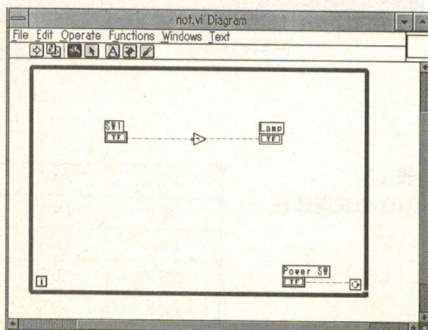 not.vi Diagram
File Edit Operate Functions Windows Text
SW1
TF
Lamp
TF
i
Power SW
TF